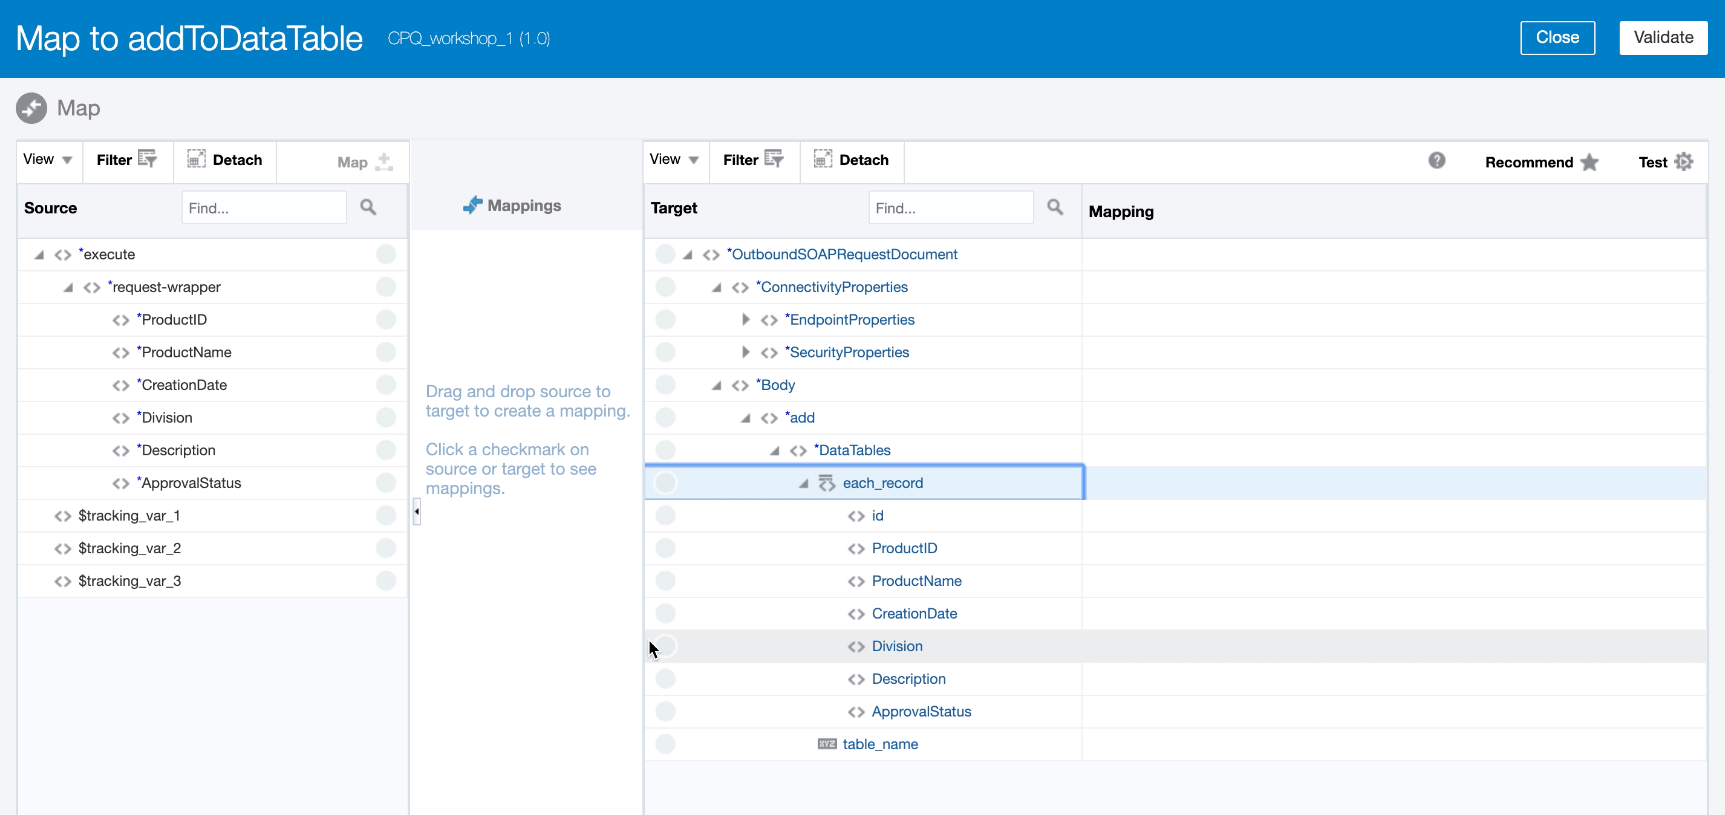 Map to addToDataTable CPQ_workshop_1 (1.0) Close Validate
Map
View Filter Detach Map
View Filter Detach Recommend Test
Source Find...
Mappings
Target Find... Mapping
*execute
*request-wrapper
*ProductID
*ProductName
*CreationDate
*Division
*Description
*ApprovalStatus
$tracking_var_1
$tracking_var_2
$tracking_var_3
Drag and drop source to
target to create a mapping.
Click a checkmark on
source or target to see
mappings.
*OutboundSOAPRequestDocument
*ConnectivityProperties
*EndpointProperties
*SecurityProperties
*Body
*add
*DataTables
each_record
id
ProductID
ProductName
CreationDate
Division
Description
ApprovalStatus
XYZ table_name